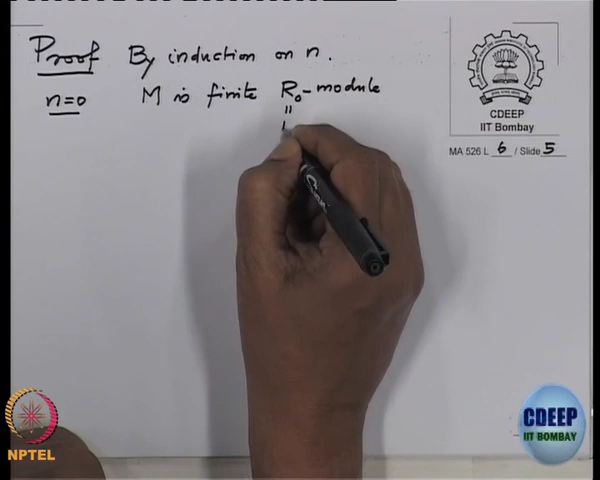 Proof By induction on n.
n=0 M is finite R₀-module
"
CDEEP
IIT Bombay
MA 526 L 6 / Slide 5
NPTEL
CDEEP
IIT BOMBAY